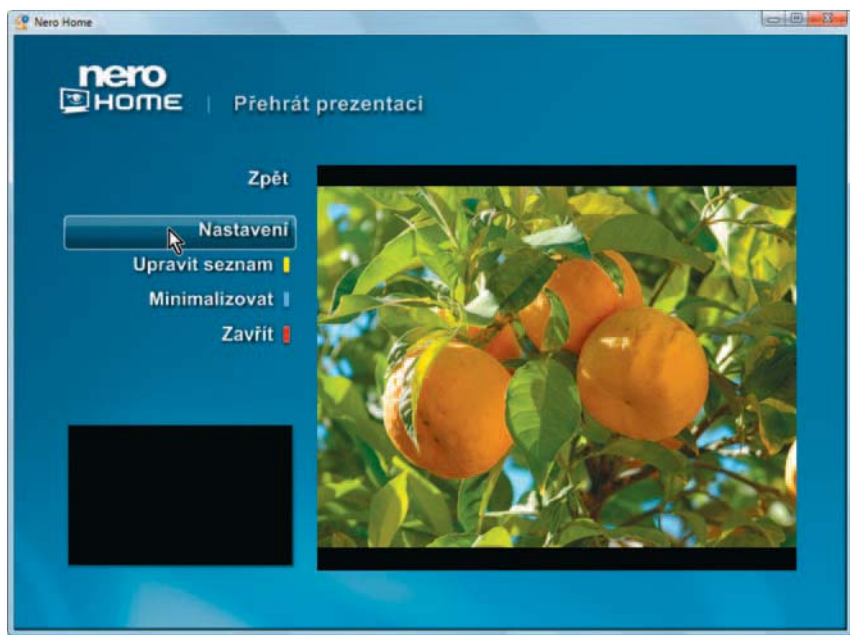 Nero Home
nero
HOME | Přehrát prezentaci
Zpět
Nastavení
Upravit seznam
Minimalizovat
Zavřít